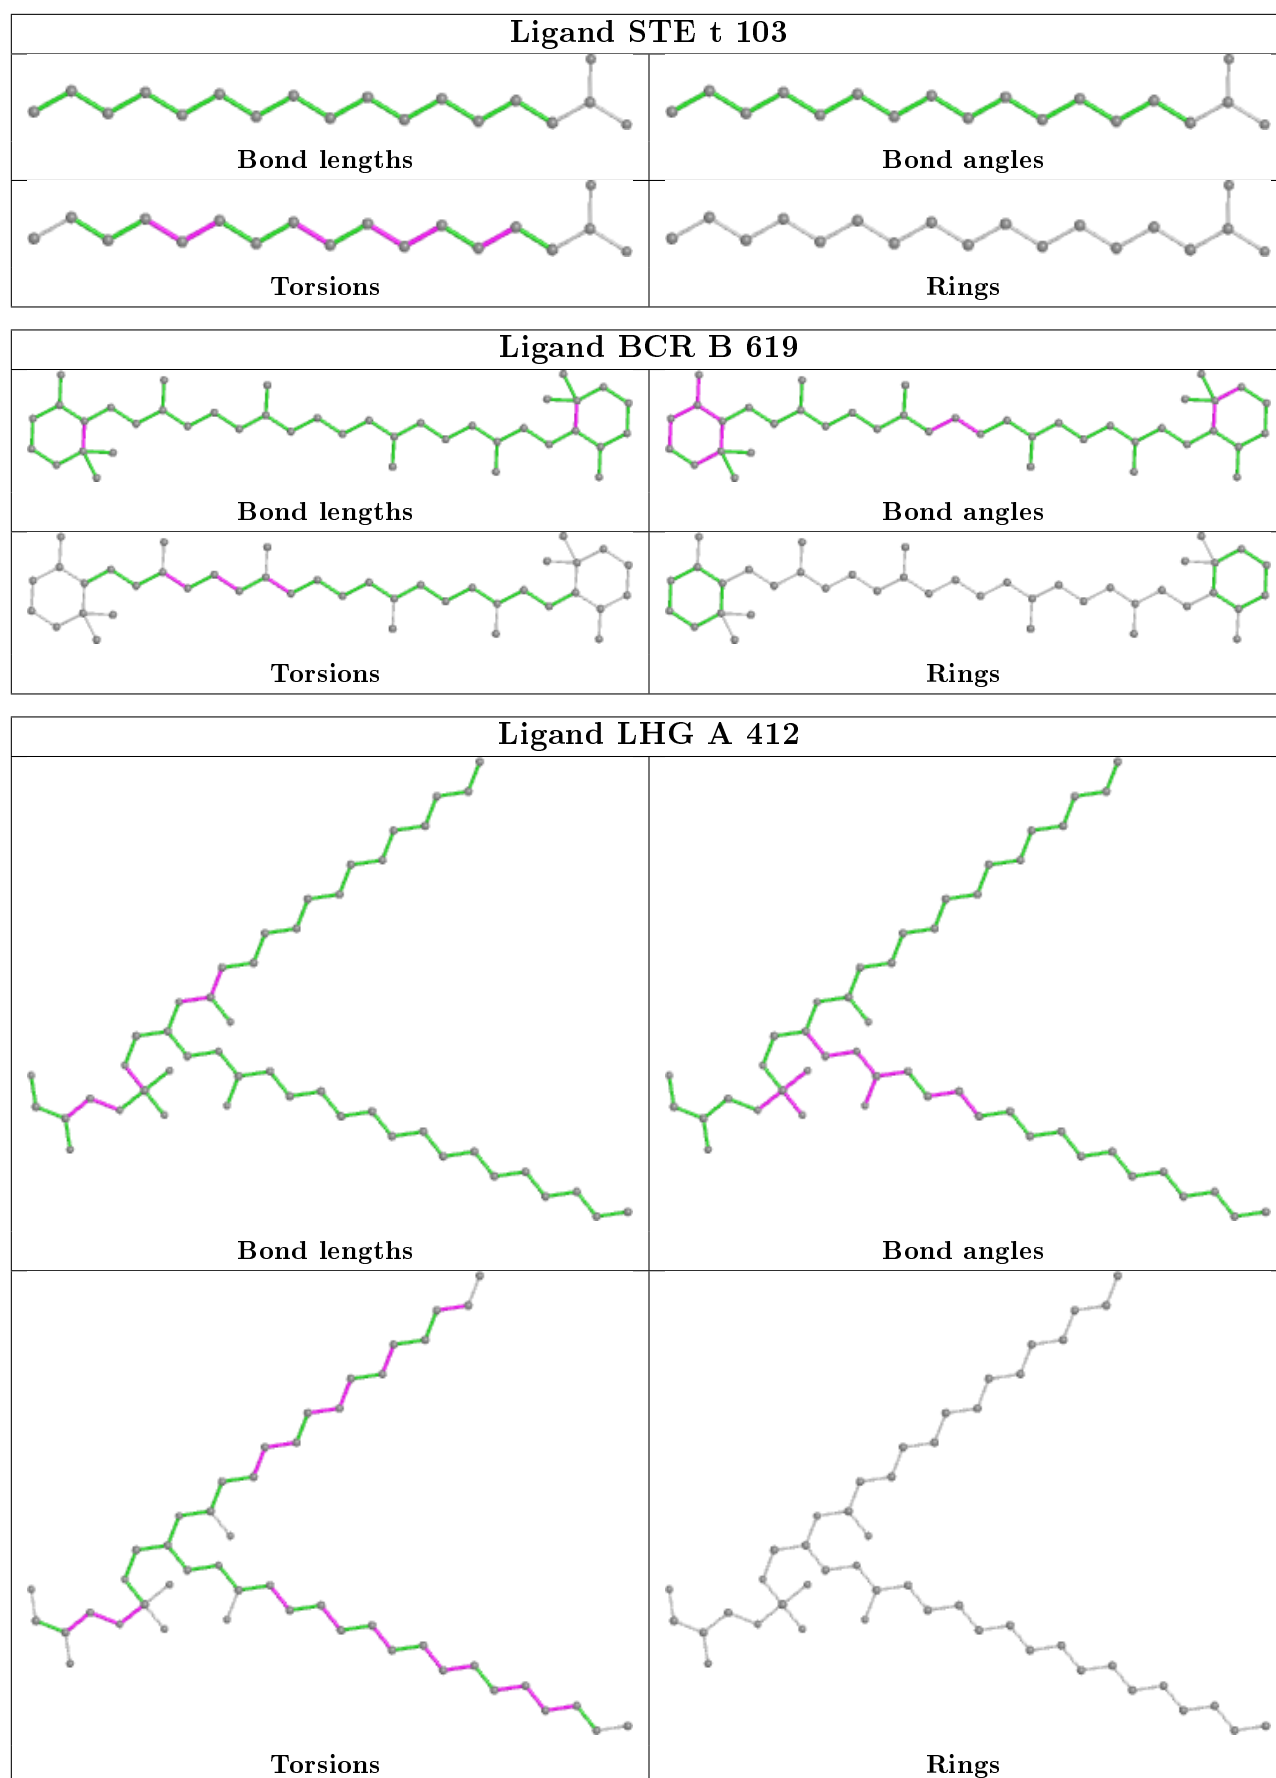 Ligand STE t 103
Bond lengths
Bond angles
Torsions
Rings
Ligand BCR B 619
Bond lengths
Bond angles
Torsions
Rings
Ligand LHG A 412
Bond lengths
Bond angles
Torsions
Rings